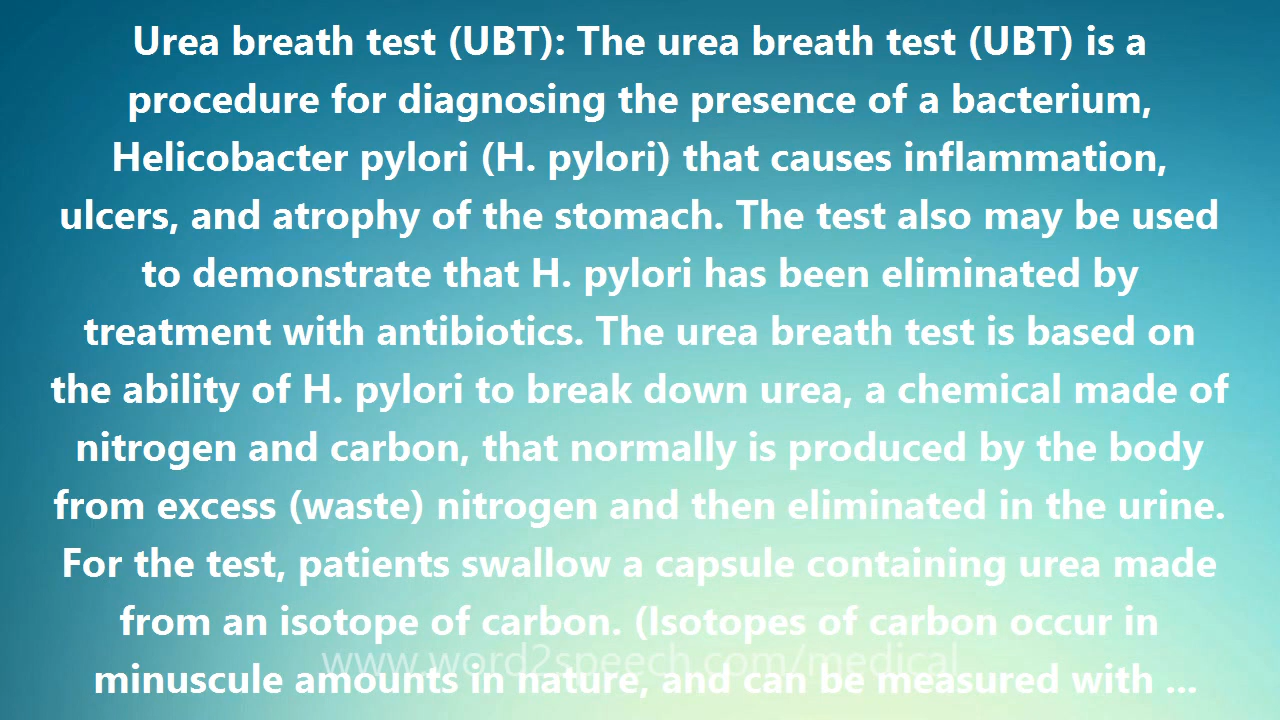 Urea breath test (UBT): The urea breath test (UBT) is a
procedure for diagnosing the presence of a bacterium,
Helicobacter pylori (H. pylori) that causes inflammation,
ulcers, and atrophy of the stomach. The test also may be used
to demonstrate that H. pylori has been eliminated by
treatment with antibiotics. The urea breath test is based on
the ability of H. pylori to break down urea, a chemical made of
nitrogen and carbon, that normally is produced by the body
from excess (waste) nitrogen and then eliminated in the urine.
For the test, patients swallow a capsule containing urea made
from an isotope of carbon. (Isotopes of carbon occur in
www.word2speech.com/medical
minuscule amounts in nature, and can be measured with ...